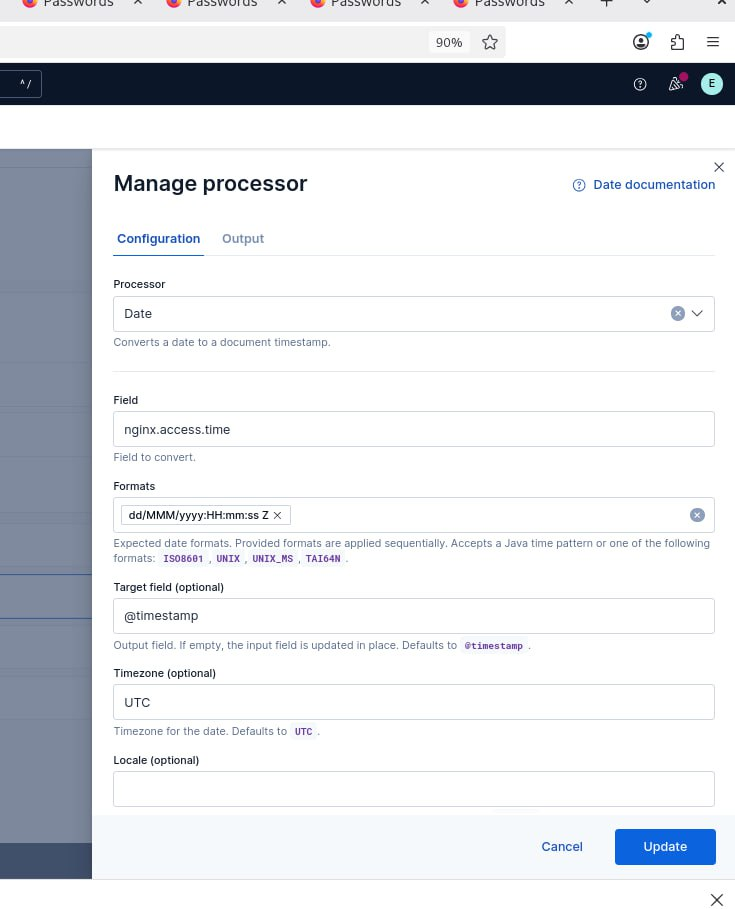 Passwords Passwords Passwords Passwords
90%
^ /
E
Manage processor
Date documentation
Configuration Output
Processor
Date
Converts a date to a document timestamp.
Field
nginx.access.time
Field to convert.
Formats
dd/MMM/yyyy:HH:mm:ss Z
Expected date formats. Provided formats are applied sequentially. Accepts a Java time pattern or one of the following
formats: ISO8601 , UNIX , UNIX_MS , TAI64N .
Target field (optional)
@timestamp
Output field. If empty, the input field is updated in place. Defaults to @timestamp .
Timezone (optional)
UTC
Timezone for the date. Defaults to UTC .
Locale (optional)
Cancel Update